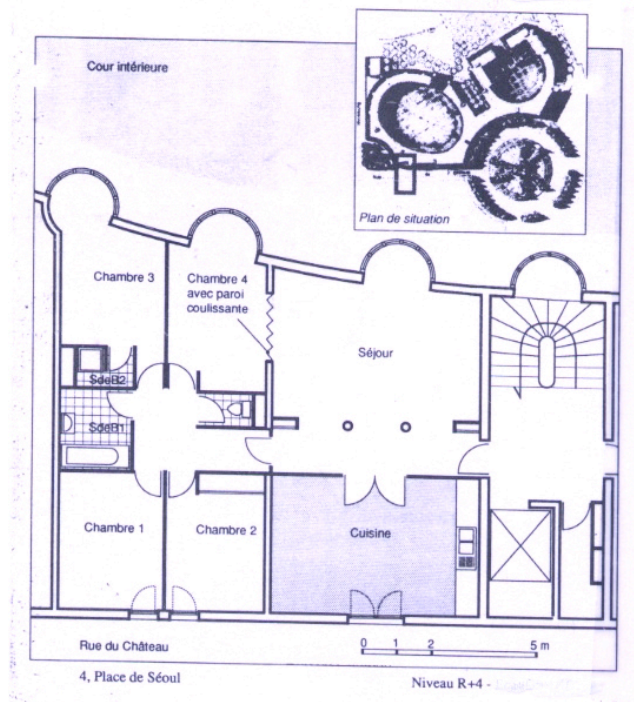 Cour intérieure
Plan de situation
Chambre 3
Chambre 4
avec paroi
coulissante
Séjour
SdeB2
SdeB1
Chambre 1
Chambre 2
Cuisine
Rue du Château
0 1 2 5 m
4, Place de Séoul
Niveau R+4 -